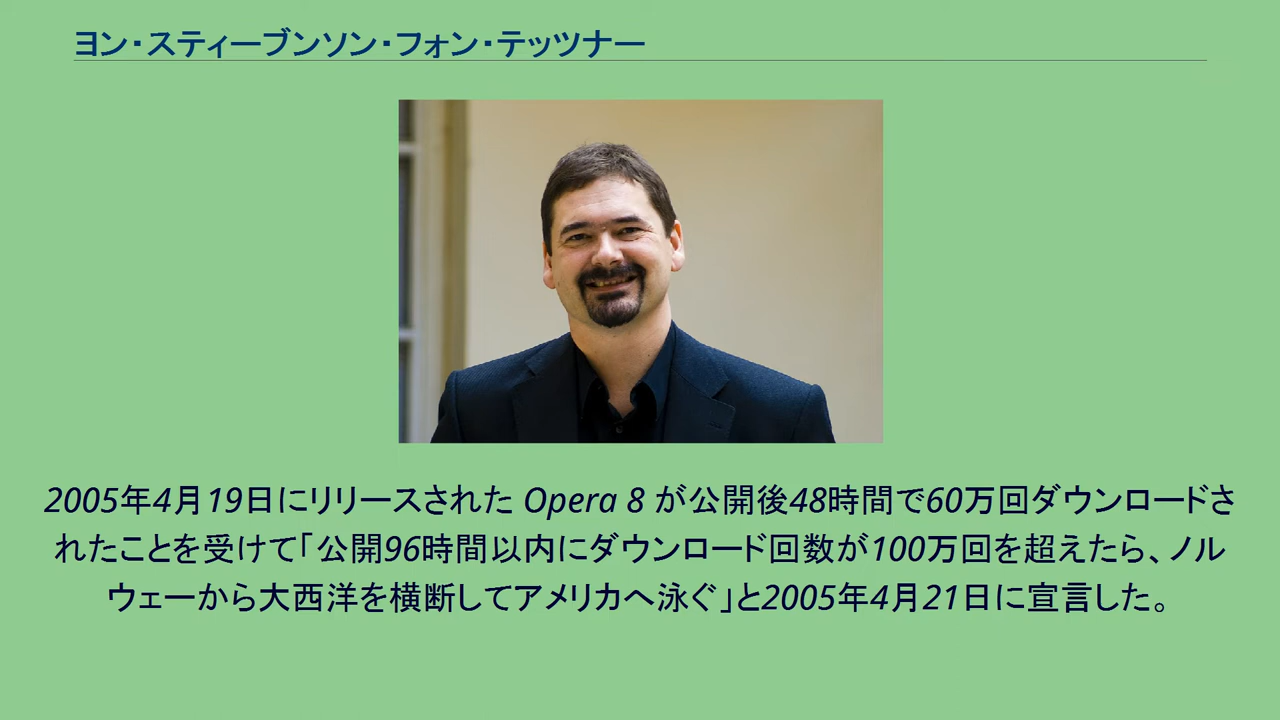 ヨン・スティーブンソン・フォン・テッツナー
2005年4月19日にリリースされた Opera 8 が公開後48時間で60万回ダウンロードさ
れたことを受けて「公開96時間以内にダウンロード回数が100万回を超えたら、ノル
ウェーから大西洋を横断してアメリカへ泳ぐ」と2005年4月21日に宣言した。